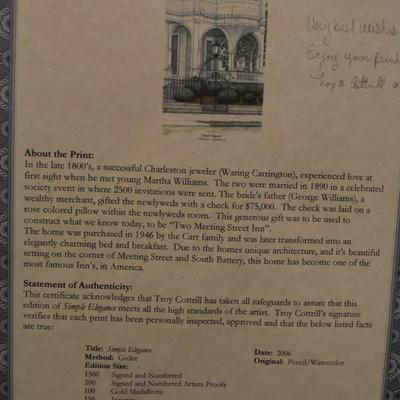 Very best wishes
Enjoy your print
Troy Cottrill
About the Print:
In the late 1800's, a successful Charleston jeweler (Waring Carrington), experienced love at
first sight when he met young Martha Williams. The two were married in 1890 in a celebrated
society event in where 2500 invitations were sent. The bride's father (George Williams), a
wealthy merchant, gifted the newlyweds with a check for $75,000. The check was laid on a
rose colored pillow within the newlyweds room. This generous gift was to be used to
construct what we know today, to be "Two Meeting Street Inn".
The home was purchased in 1946 by the Carr family and was later transformed into an
elegantly charming bed and breakfast. Due to the homes unique architecture, and it's beautiful
setting on the corner of Meeting Street and South Battery, this home has become one of the
most famous Inn's, in America.
Statement of Authenticity:
This certificate acknowledges that Troy Cottrill has taken all safeguards to assure that this
edition of Simple Elegance meets all the high standards of the artist. Troy Cottrill's signature
verifies that each print has been personally inspected, approved and that the below listed facts
are true:
Title: Simple Elegance
Date: 2006
Method: Giclee
Original: Pencil/Watercolor
Edition Size:
1500 Signed and Numbered
200 Signed and Numbered Artists Proofs
100 Gold Medallions